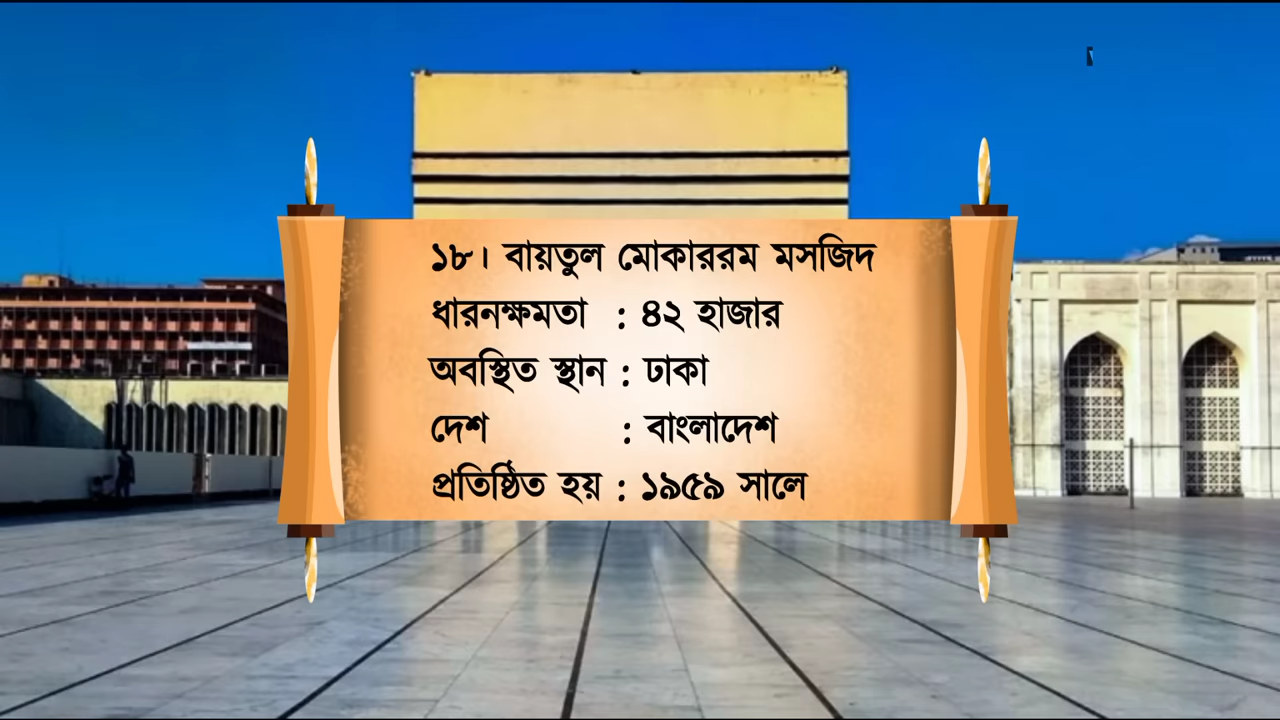 ১৮। বায়তুল মোকাররম মসজিদ
ধারনক্ষমতা : ৪২ হাজার
অবস্থিত স্থান : ঢাকা
দেশ : বাংলাদেশ
প্রতিষ্ঠিত হয় : ১৯৫৯ সালে